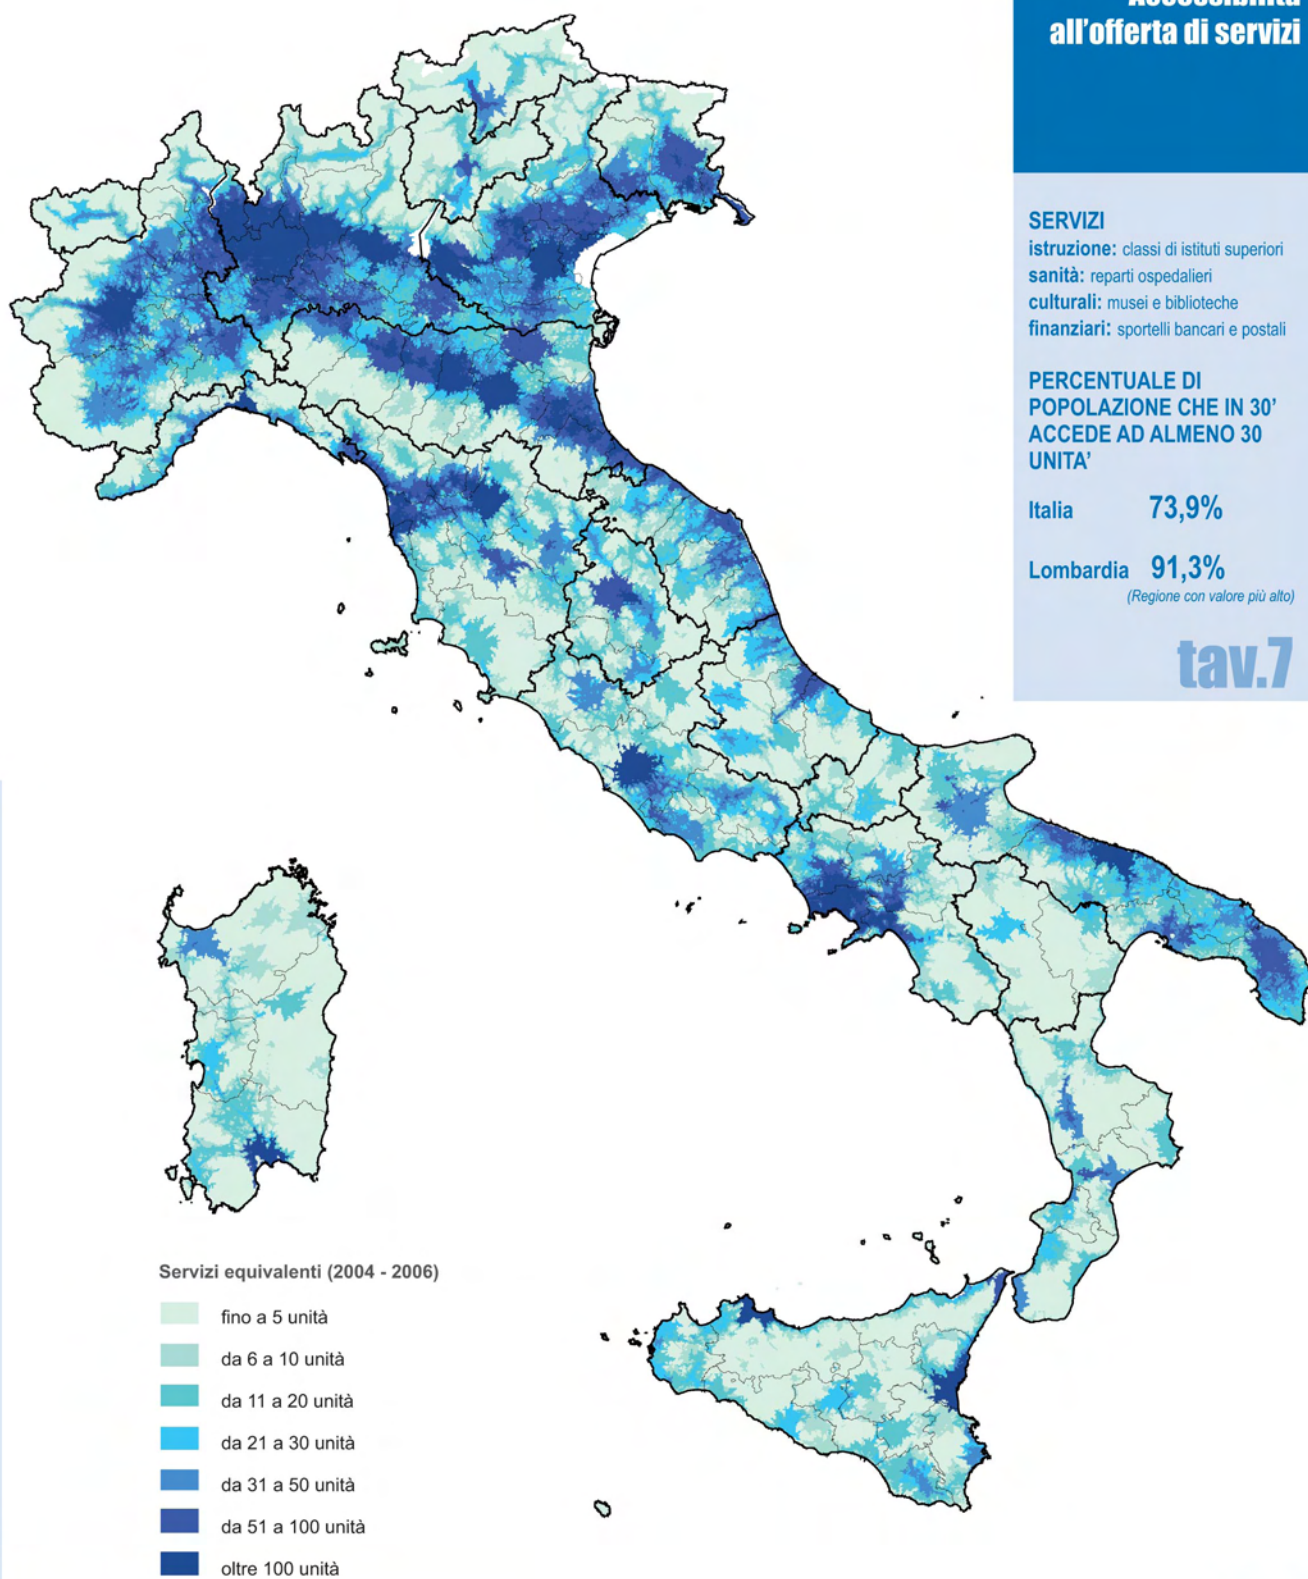 Accessibilità
all'offerta di servizi
SERVIZI
istruzione: classi di istituti superiori
sanità: reparti ospedalieri
culturali: musei e biblioteche
finanziari: sportelli bancari e postali
PERCENTUALE DI
POPOLAZIONE CHE IN 30'
ACCEDE AD ALMENO 30
UNITA'
Italia 73,9%
Lombardia 91,3%
(Regione con valore più alto)
tav.7
Servizi equivalenti (2004 - 2006)
fino a 5 unità
da 6 a 10 unità
da 11 a 20 unità
da 21 a 30 unità
da 31 a 50 unità
da 51 a 100 unità
oltre 100 unità